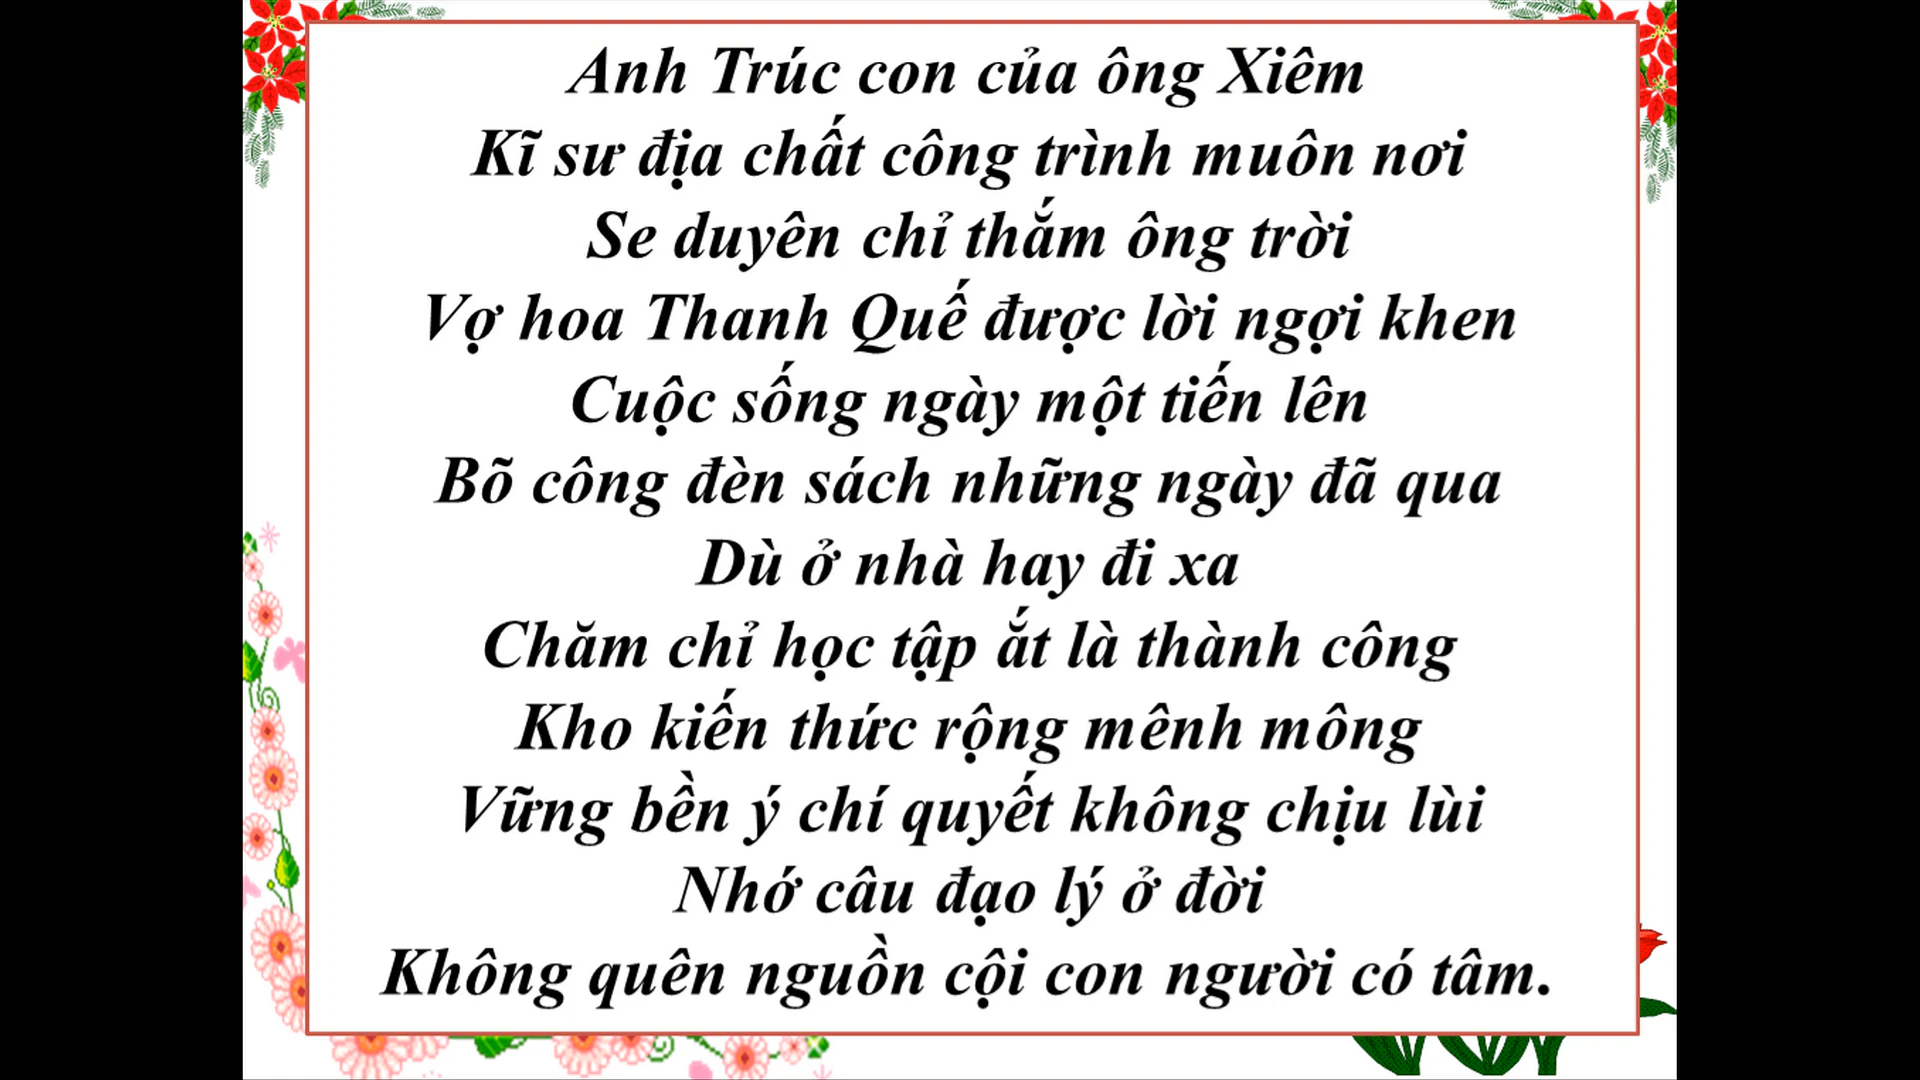 Anh Trúc con của ông Xiêm
Kĩ sư địa chất công trình muôn nơi
Se duyên chỉ thắm ông trời
Vợ hoa Thanh Quế được lời ngợi khen
Cuộc sống ngày một tiến lên
Bõ công đèn sách những ngày đã qua
Dù ở nhà hay đi xa
Chăm chỉ học tập ắt là thành công
Kho kiến thức rộng mênh mông
Vững bền ý chí quyết không chịu lùi
Nhớ câu đạo lý ở đời
Không quên nguồn cội con người có tâm.